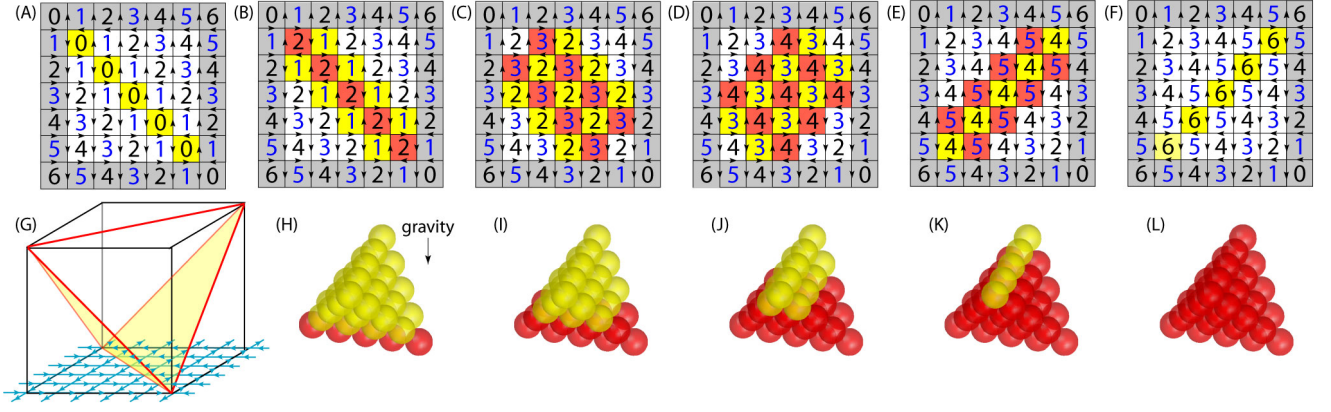 (A)
0 1 2 3 4 5 6
1 0 1 2 3 4 5
2 1 0 1 2 3 4
3 2 1 0 1 2 3
4 3 2 1 0 1 2
5 4 3 2 1 0 1
6 5 4 3 2 1 0
(B)
0 1 2 3 4 5 6
1 2 1 2 3 4 5
2 1 2 1 2 3 4
3 2 1 2 1 2 3
4 3 2 1 2 1 2
5 4 3 2 1 2 1
6 5 4 3 2 1 0
(C)
0 1 2 3 4 5 6
1 2 3 2 3 4 5
2 3 2 3 2 3 4
3 2 3 2 3 2 3
4 3 2 3 2 3 2
5 4 3 2 3 2 1
6 5 4 3 2 1 0
(D)
0 1 2 3 4 5 6
1 2 3 4 3 4 5
2 3 4 3 4 3 4
3 4 3 4 3 4 3
4 3 4 3 4 3 2
5 4 3 4 3 2 1
6 5 4 3 2 1 0
(E)
0 1 2 3 4 5 6
1 2 3 4 5 4 5
2 3 4 5 4 5 4
3 4 5 4 5 4 3
4 5 4 5 4 3 2
5 4 5 4 3 2 1
6 5 4 3 2 1 0
(F)
0 1 2 3 4 5 6
1 2 3 4 5 6 5
2 3 4 5 6 5 4
3 4 5 6 5 4 3
4 5 6 5 4 3 2
5 6 5 4 3 2 1
6 5 4 3 2 1 0
(G)
(H)
gravity
(I)
(J)
(K)
(L)